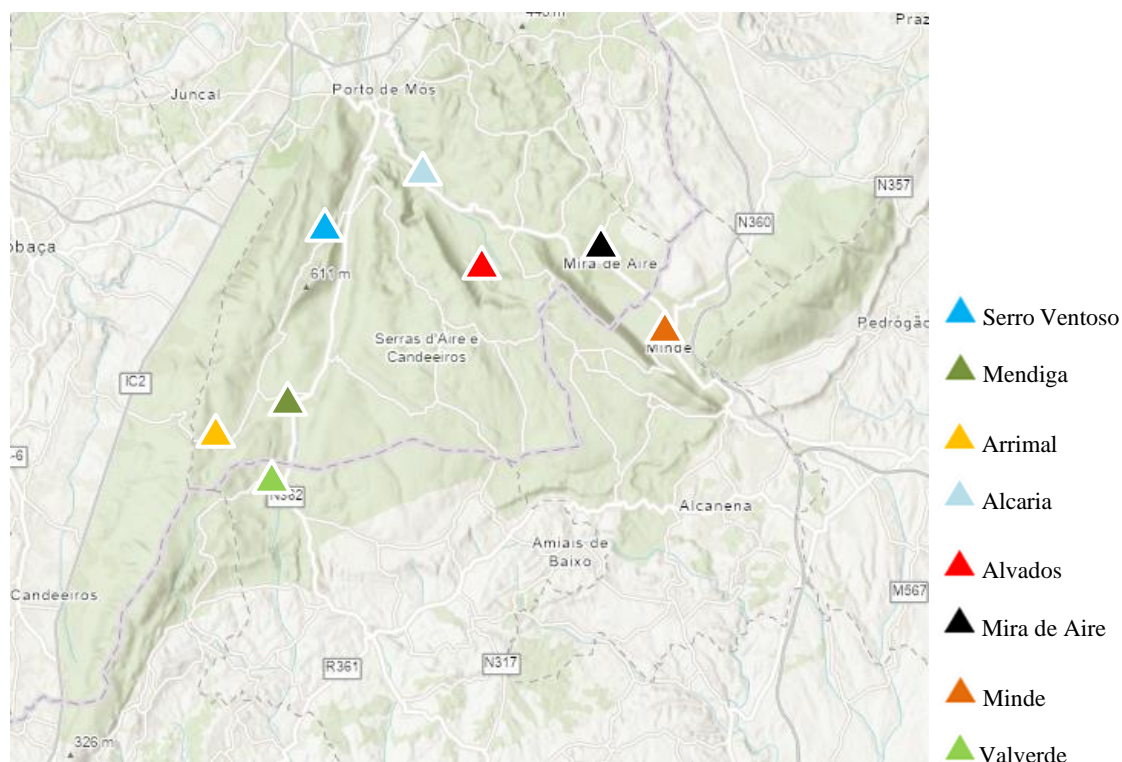 Praz
Porto de Mós
Juncal
N357
N360
obaça
Mira de Aire
611 m
Serro Ventoso
Pedrógão
Serras d'Aire e
Candeeiros
Minde
Mendiga
IC2
Arrimal
-6
N362
Alcaria
Alcanena
Amiais de
Baixo
Alvados
Candeeiros
M567
Mira de Aire
R361
N317
Minde
326 m
Valverde